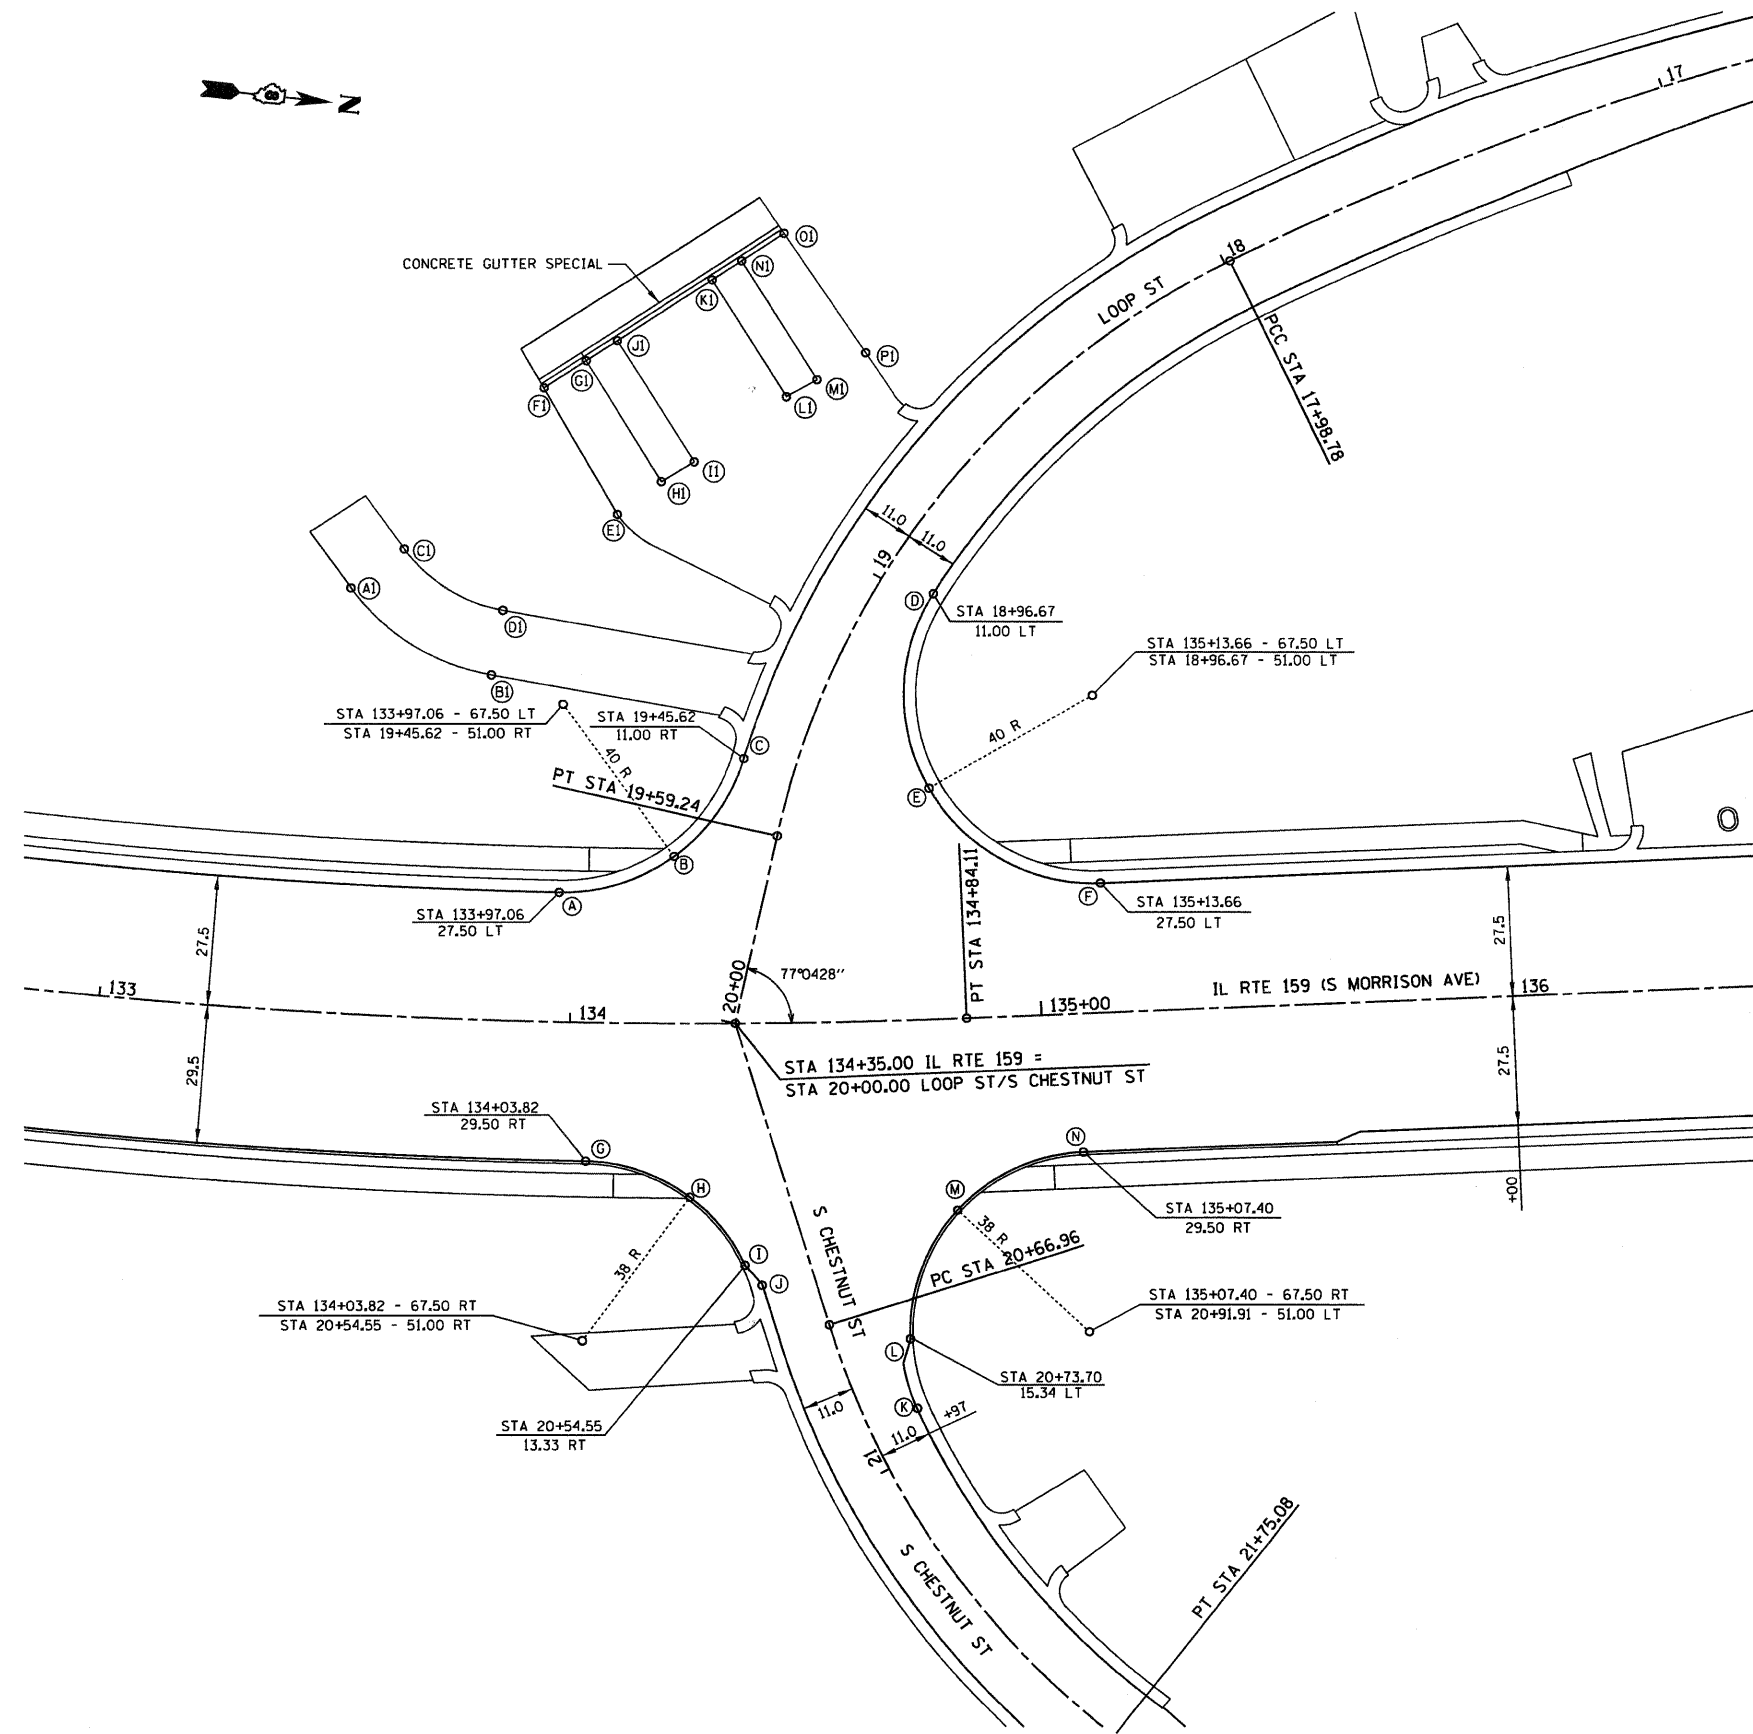 N
17
18
LOOP ST
PCC STA 17+98.78
CONCRETE GUTTER SPECIAL
O1
N1
K1
J1
G1
F1
P1
M1
L1
I1
H1
E1
C1
A1
D1
B1
11.0
11.0
19
D
STA 18+96.67
11.00 LT
STA 135+13.66 - 67.50 LT
STA 18+96.67 - 51.00 LT
40 R
STA 133+97.06 - 67.50 LT
STA 19+45.62 - 51.00 RT
STA 19+45.62
11.00 RT
C
40 R
PT STA 19+59.24
E
B
A
STA 133+97.06
27.50 LT
F
STA 135+13.66
27.50 LT
PT STA 134+84.11
O
27.5
27.5
77°0428"
20+00
133
134
135+00
IL RTE 159 (S MORRISON AVE)
136
29.5
27.5
STA 134+35.00 IL RTE 159 =
STA 20+00.00 LOOP ST/S CHESTNUT ST
STA 134+03.82
29.50 RT
G
H
N
M
STA 135+07.40
29.50 RT
+00
38 R
38 R
I
J
S CHESTNUT ST
PC STA 20+66.96
STA 134+03.82 - 67.50 RT
STA 20+54.55 - 51.00 RT
STA 135+07.40 - 67.50 RT
STA 20+91.91 - 51.00 LT
L
STA 20+73.70
15.34 LT
K
11.0
11.0
+97
STA 20+54.55
13.33 RT
21
S CHESTNUT ST
PT STA 21+75.08